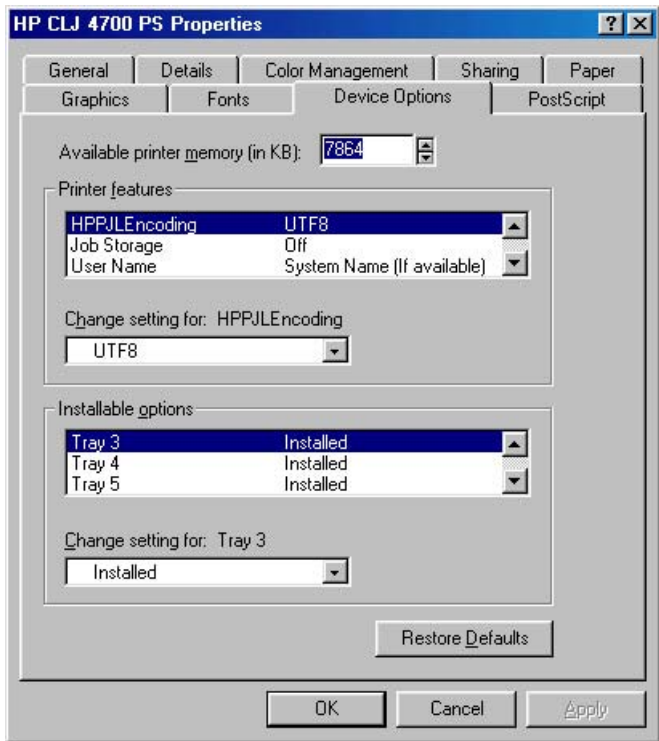 HP CLJ 4700 PS Properties
General Details Color Management Sharing Paper
Graphics Fonts Device Options PostScript
Available printer memory (in KB): 7864
Printer features
HPPJLEncoding UTF8
Job Storage Off
User Name System Name (If available)
Change setting for: HPPJLEncoding
UTF8
Installable options
Tray 3 Installed
Tray 4 Installed
Tray 5 Installed
Change setting for: Tray 3
Installed
Restore Defaults
OK Cancel Apply